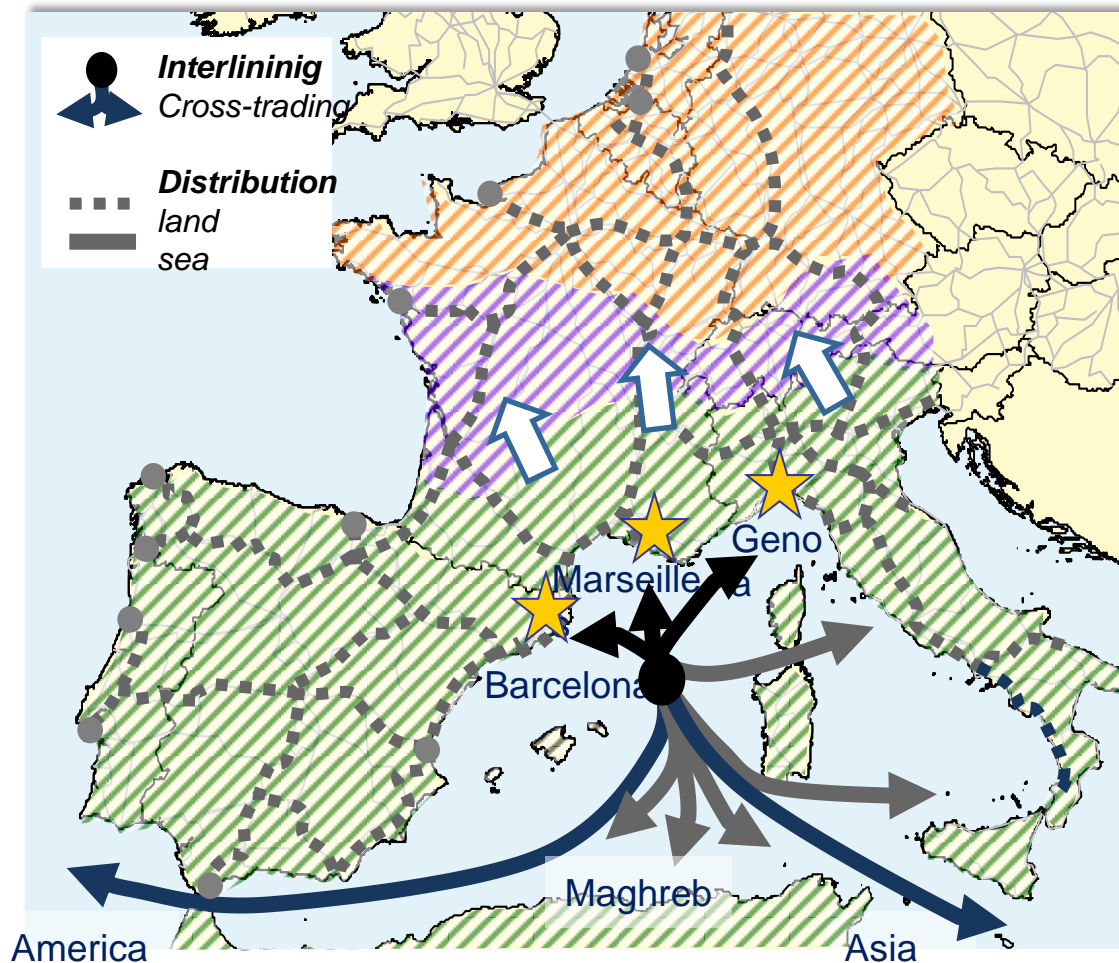 Interlininig
Cross-trading
Distribution
land
sea
Geno
a
Marseille
Barcelona
Maghreb
America
Asia